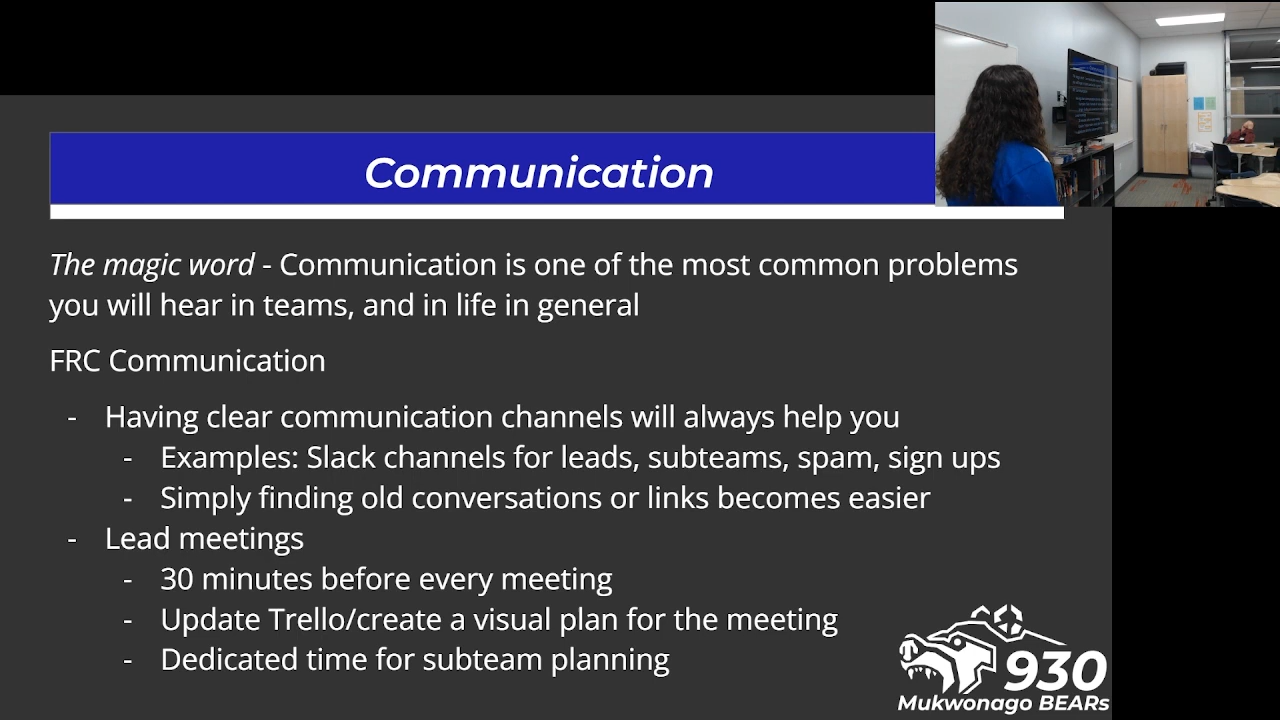 Communication
The magic word - Communication is one of the most common problems
you will hear in teams, and in life in general
FRC Communication
- Having clear communication channels will always help you
- Examples: Slack channels for leads, subteams, spam, sign ups
- Simply finding old conversations or links becomes easier
- Lead meetings
- 30 minutes before every meeting
- Update Trello/create a visual plan for the meeting
- Dedicated time for subteam planning
930
Mukwonago BEARs